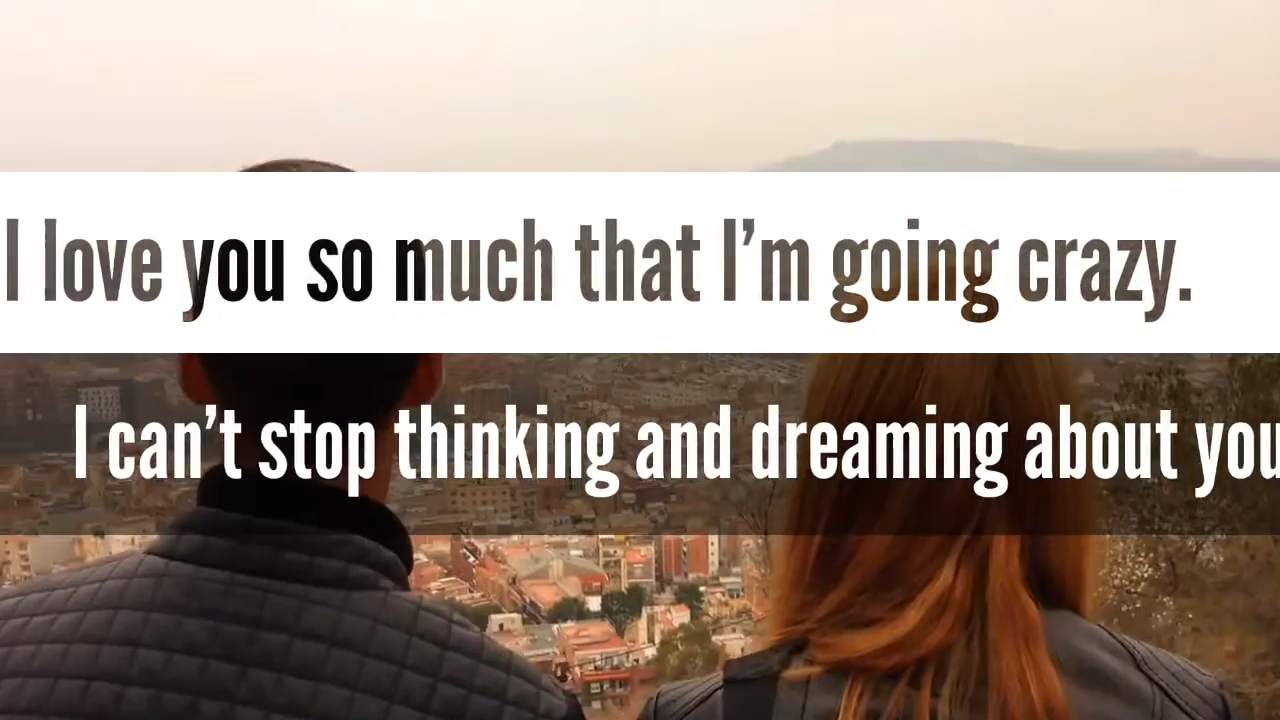 I love you so much that I’m going crazy.
I can’t stop thinking and dreaming about you